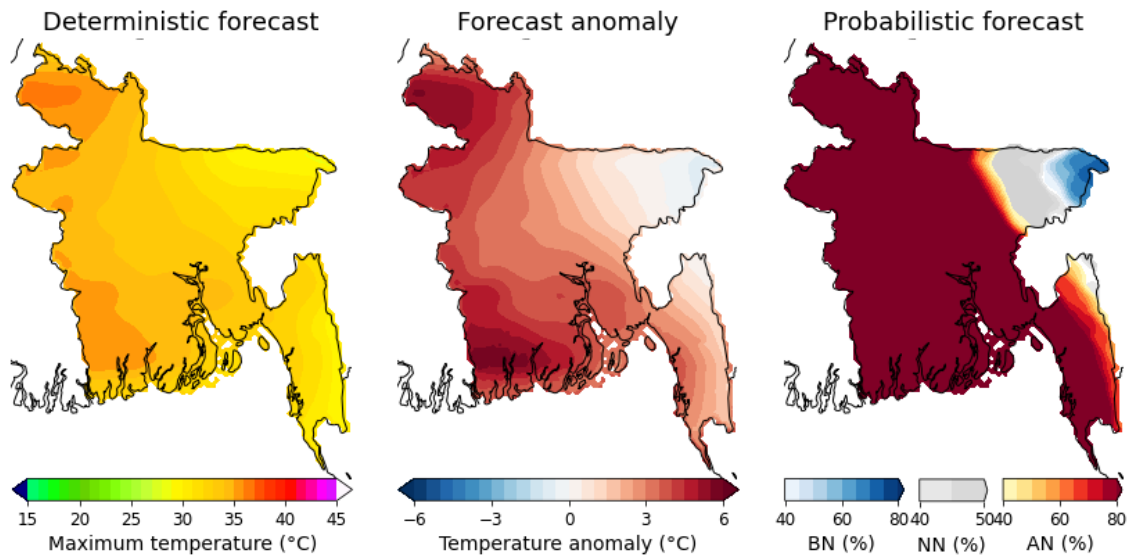 Deterministic forecast
Forecast anomaly
Probabilistic forecast
15 20 25 30 35 40 45
Maximum temperature (°C)
−6 −3 0 3 6
Temperature anomaly (°C)
40 60 80
BN (%)
40 50
NN (%)
40 60 80
AN (%)